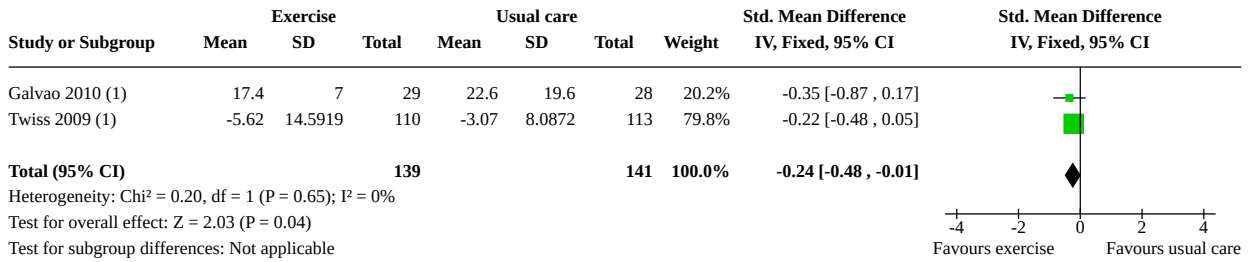 Exercise Usual care Std. Mean Difference Std. Mean Difference
Study or Subgroup Mean SD Total Mean SD Total Weight IV, Fixed, 95% CI IV, Fixed, 95% CI
Galvao 2010 (1) 17.4 7 29 22.6 19.6 28 20.2% -0.35 [-0.87 , 0.17]
Twiss 2009 (1) -5.62 14.5919 110 -3.07 8.0872 113 79.8% -0.22 [-0.48 , 0.05]
Total (95% CI) 139 141 100.0% -0.24 [-0.48 , -0.01]
Heterogeneity: Chi² = 0.20, df = 1 (P = 0.65); I² = 0%
Test for overall effect: Z = 2.03 (P = 0.04) -4 -2 0 2 4
Test for subgroup differences: Not applicable Favours exercise Favours usual care